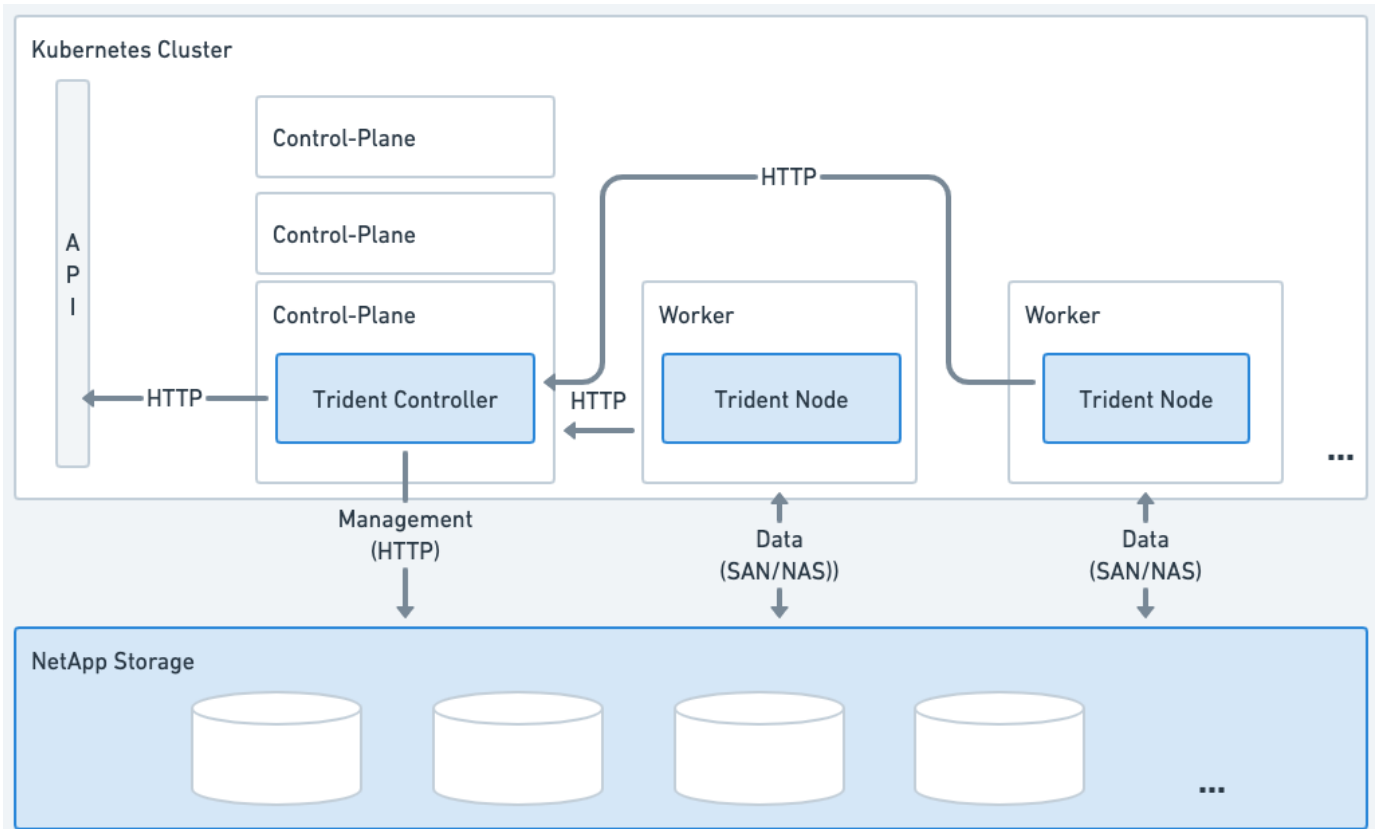 Kubernetes Cluster
A
P
I
Control-Plane
Control-Plane
Control-Plane
Trident Controller
HTTP
HTTP
HTTP
Worker
Trident Node
Worker
Trident Node
...
Management
(HTTP)
Data
(SAN/NAS))
Data
(SAN/NAS)
NetApp Storage
...